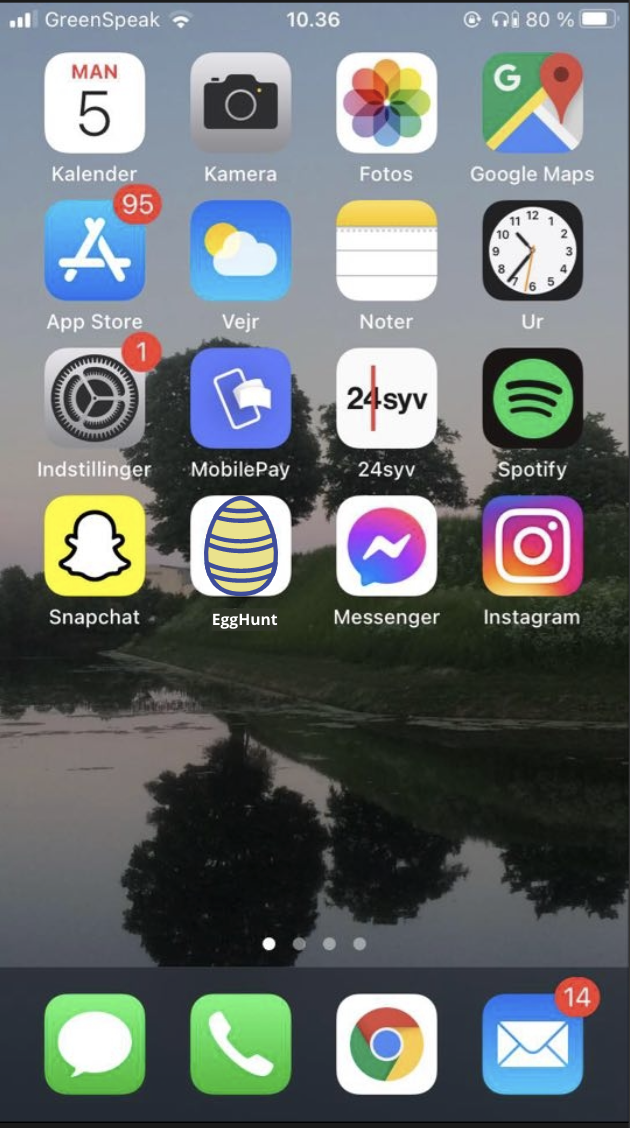 GreenSpeak 10.36 80 %
MAN
5
G
Kalender Kamera Fotos Google Maps
95
12
11 1
10 2
9 3
8 4
7 5
6
App Store Vejr Noter Ur
1
24syv
Indstillinger MobilePay 24syv Spotify
Snapchat EggHunt Messenger Instagram
14